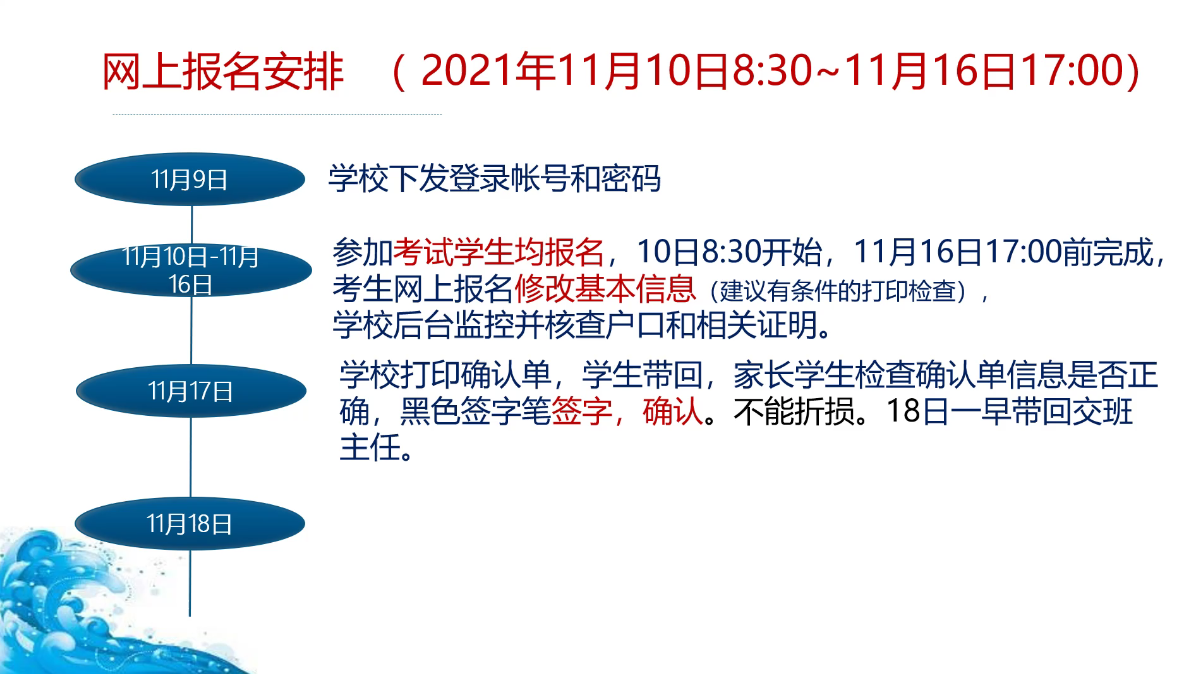 网上报名安排 （ 2021年11月10日8:30~11月16日17:00）
11月9日
学校下发登录帐号和密码
11月10日-11月
16日
参加考试学生均报名，10日8:30开始，11月16日17:00前完成，
考生网上报名修改基本信息（建议有条件的打印检查），
学校后台监控并核查户口和相关证明。
11月17日
学校打印确认单，学生带回，家长学生检查确认单信息是否正
确，黑色签字笔签字，确认。不能折损。18日一早带回交班
主任。
11月18日